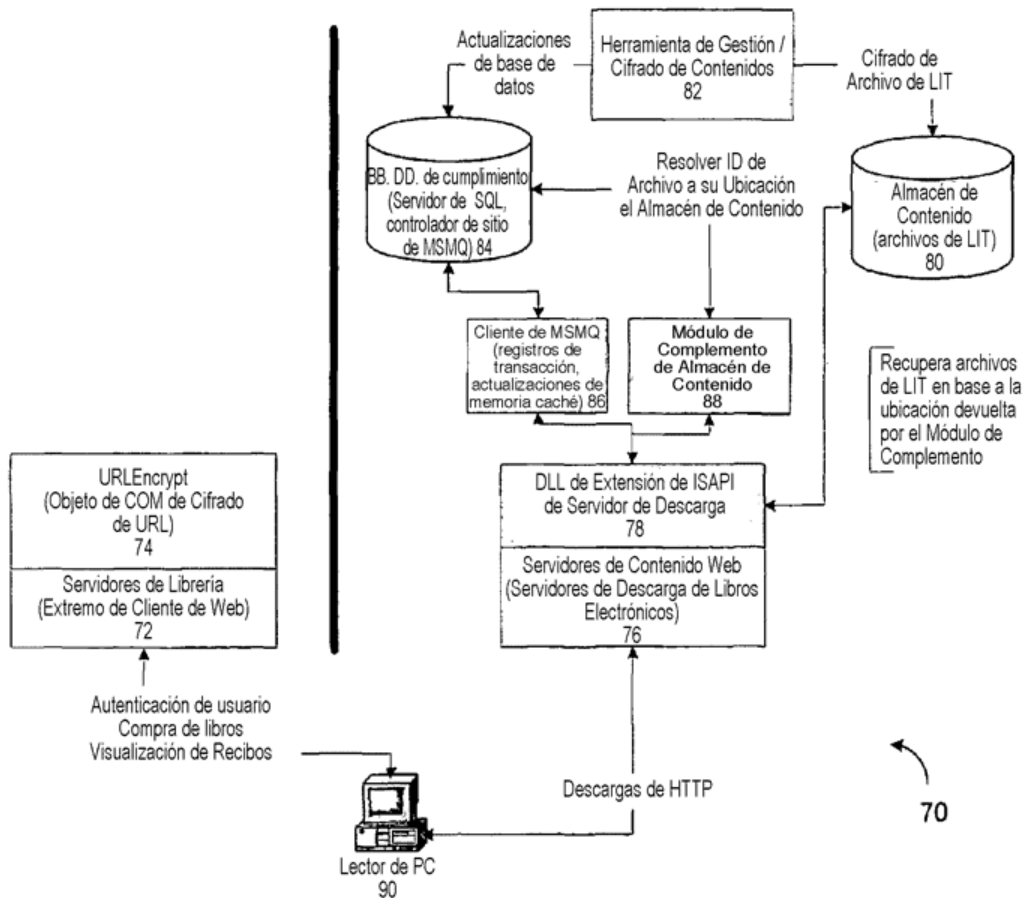 Actualizaciones
de base de
datos
Herramienta de Gestión /
Cifrado de Contenidos
82
Cifrado de
Archivo de LIT
BB. DD. de cumplimiento
(Servidor de SQL,
controlador de sitio
de MSMQ) 84
Resolver ID de
Archivo a su Ubicación
el Almacén de Contenido
Almacén de
Contenido
(archivos de LIT)
80
Cliente de MSMQ
(registros de
transacción,
actualizaciones de
memoria caché) 86
Módulo de
Complemento
de Almacén de
Contenido
88
Recupera archivos
de LIT en base a la
ubicación devuelta
por el Módulo de
Complemento
URLEncrypt
(Objeto de COM de Cifrado
de URL)
74
Servidores de Librería
(Extremo de Cliente de Web)
72
DLL de Extensión de ISAPI
de Servidor de Descarga
78
Servidores de Contenido Web
(Servidores de Descarga de Libros
Electrónicos)
76
Autenticación de usuario
Compra de libros
Visualización de Recibos
Descargas de HTTP
70
Lector de PC
90